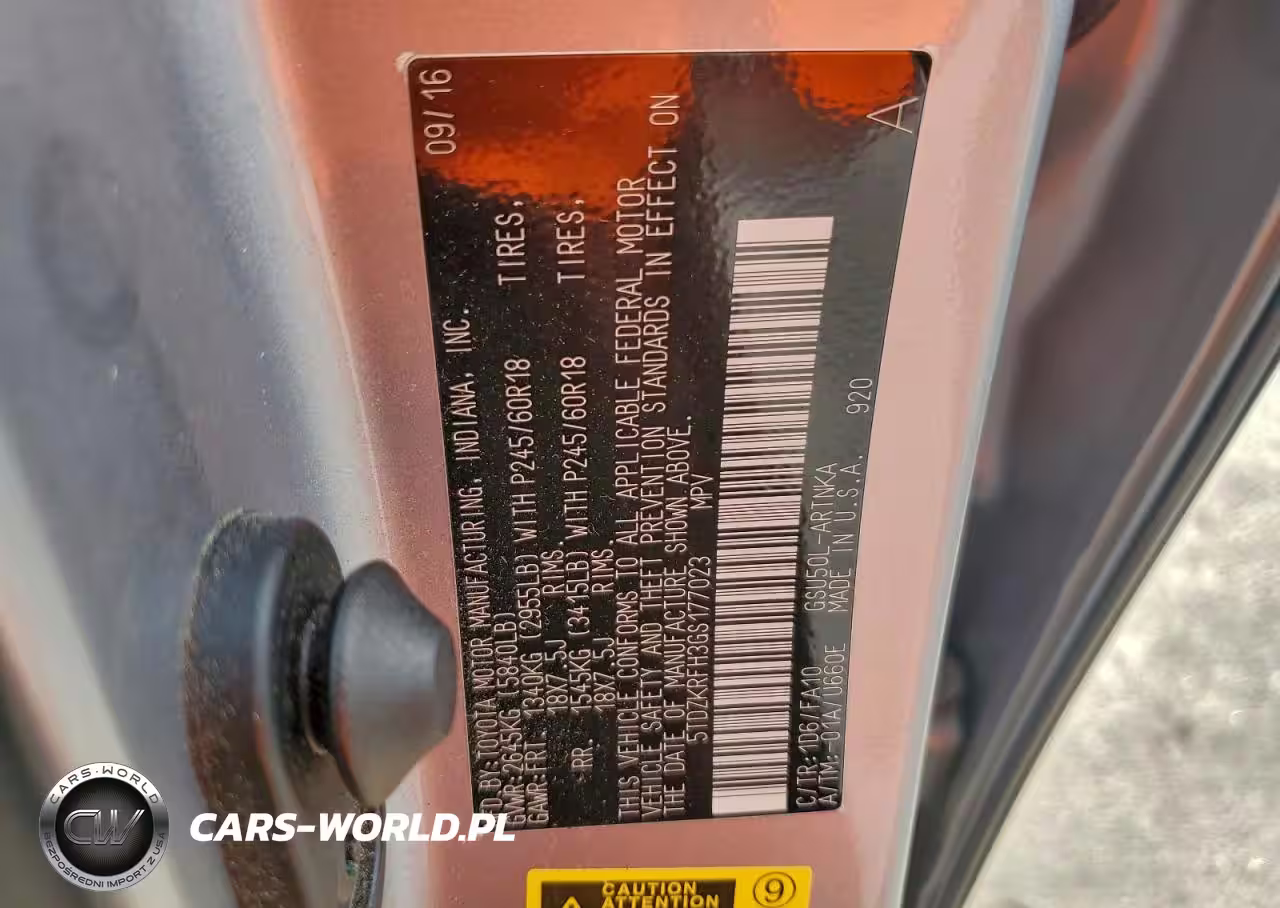 MFD BY:TOYOTA MOTOR MANUFACTURING, INDIANA, INC. 09/16
GVWR:2645KG (5840LB)
GAWR:FRT 1340KG (2955LB) WITH P245/60R18 TIRES,
18X7.5J RIMS.
RR 1545KG (3415LB) WITH P245/60R18 TIRES,
18X7.5J RIMS.
THIS VEHICLE CONFORMS TO ALL APPLICABLE FEDERAL MOTOR
VEHICLE SAFETY AND THEFT PREVENTION STANDARDS IN EFFECT ON
THE DATE OF MANUFACTURE SHOWN ABOVE.
5TDZKRFH3GS177023 MPV
C/TR:1D6/FA10 GSU50L-ARTNKA
A/TM:-01A/U660E MADE IN U.S.A. 920
A
CAUTION
ATTENTION
9
CARS-WORLD
CW
BEZPOŚREDNI IMPORT Z USA
CARS-WORLD.PL